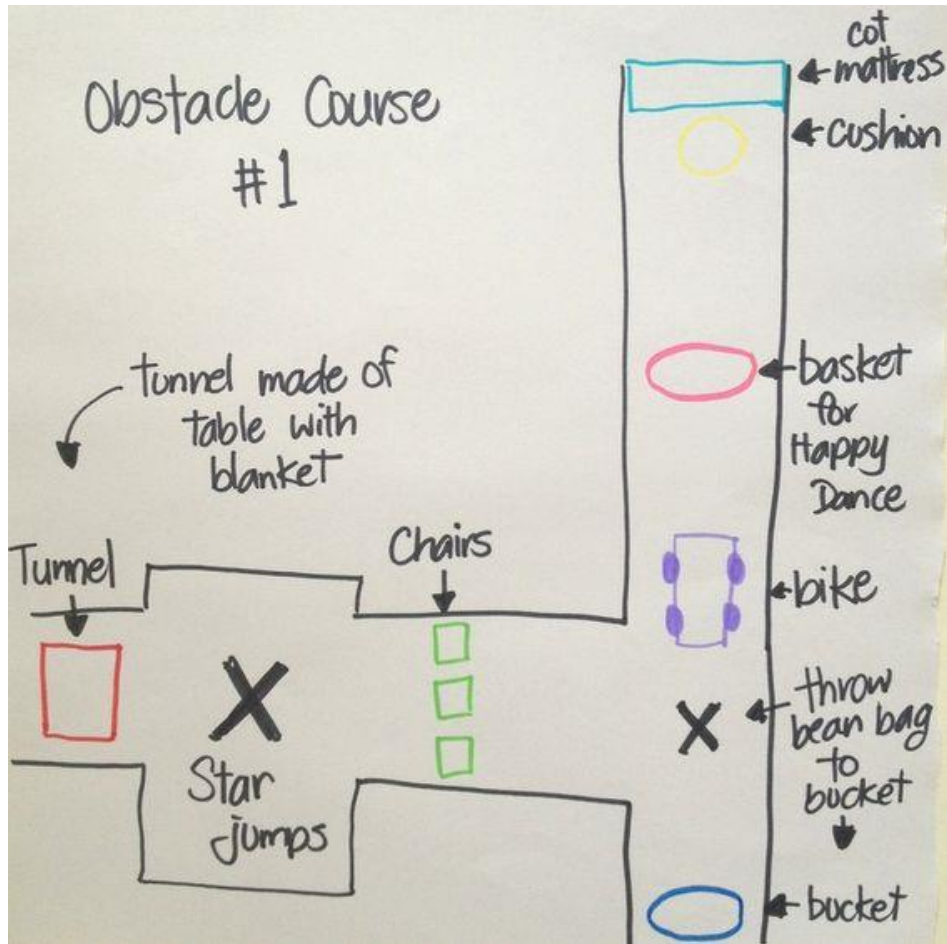 Obstacle Course
#1
cot
mattress
cushion
tunnel made of
table with
blanket
basket
for
Happy
Dance
Tunnel
Chairs
bike
Star
jumps
throw
bean bag
to
bucket
bucket